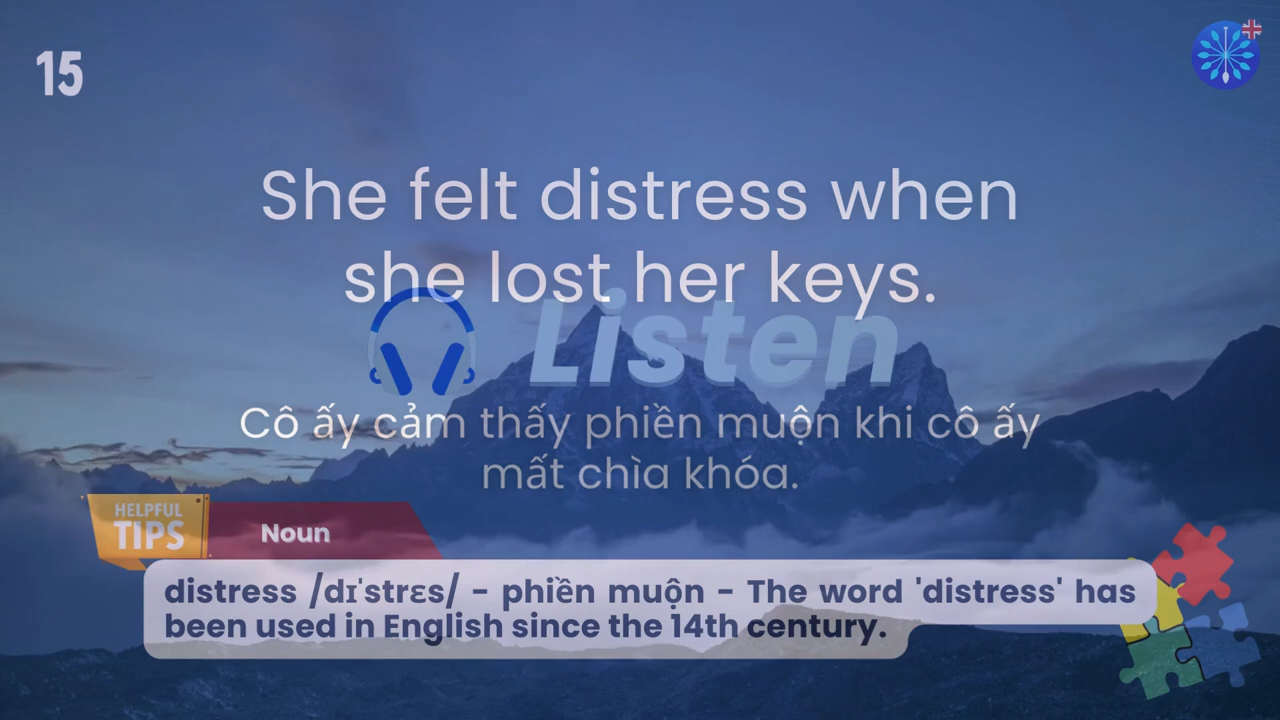 15
She felt distress when
she lost her keys.
Listen
Cô ấy cảm thấy phiền muộn khi cô ấy
mất chìa khóa.
HELPFUL
TIPS
Noun
distress /dɪˈstrɛs/ - phiền muộn - The word 'distress' has
been used in English since the 14th century.